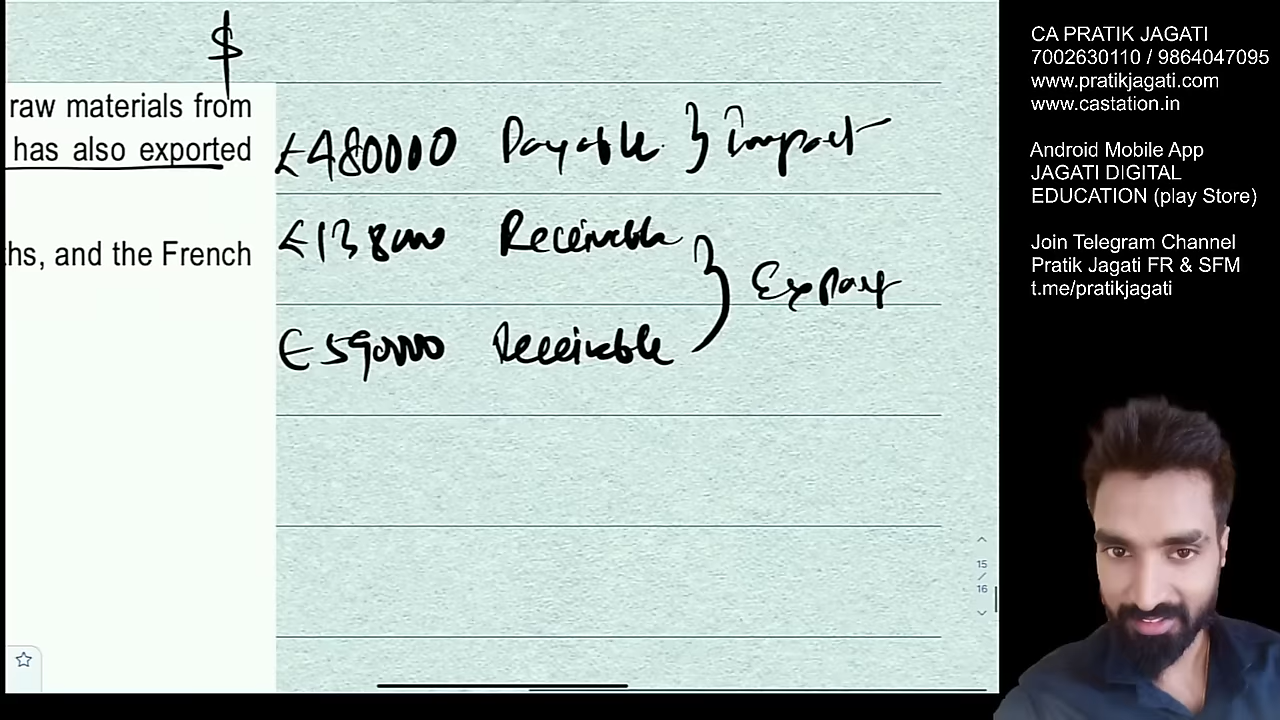 $
raw materials from
has also exported
ths, and the French
£480000 Payable } Import
£138000 Receivable
} Export
€590000 Receivable
15
/
16
CA PRATIK JAGATI
7002630110 / 9864047095
www.pratikjagati.com
www.castation.in
Android Mobile App
JAGATI DIGITAL
EDUCATION (play Store)
Join Telegram Channel
Pratik Jagati FR & SFM
t.me/pratikjagati